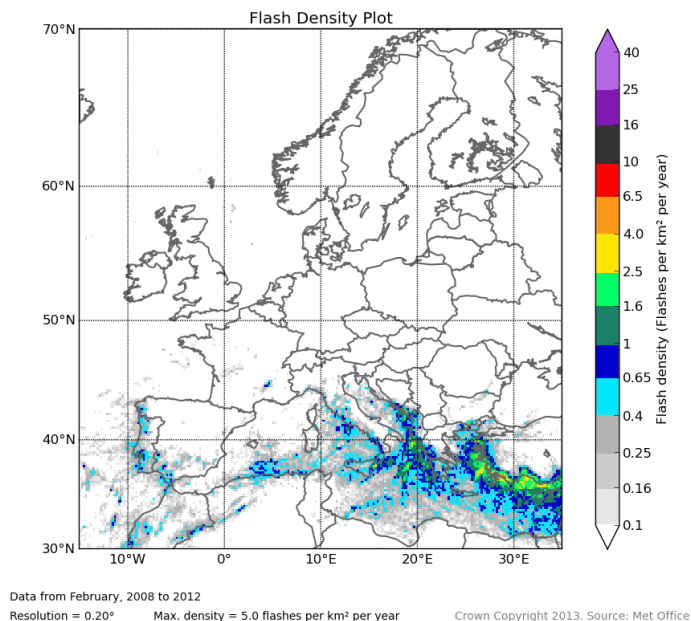 Flash Density Plot
70°N
60°N
50°N
40°N
30°N
10°W
0°
10°E
20°E
30°E
40
25
16
10
6.5
4.0
2.5
1.6
1
0.65
0.4
0.25
0.16
0.1
Flash density (Flashes per km² per year)
Data from February, 2008 to 2012
Resolution = 0.20° Max. density = 5.0 flashes per km² per year Crown Copyright 2013. Source: Met Office